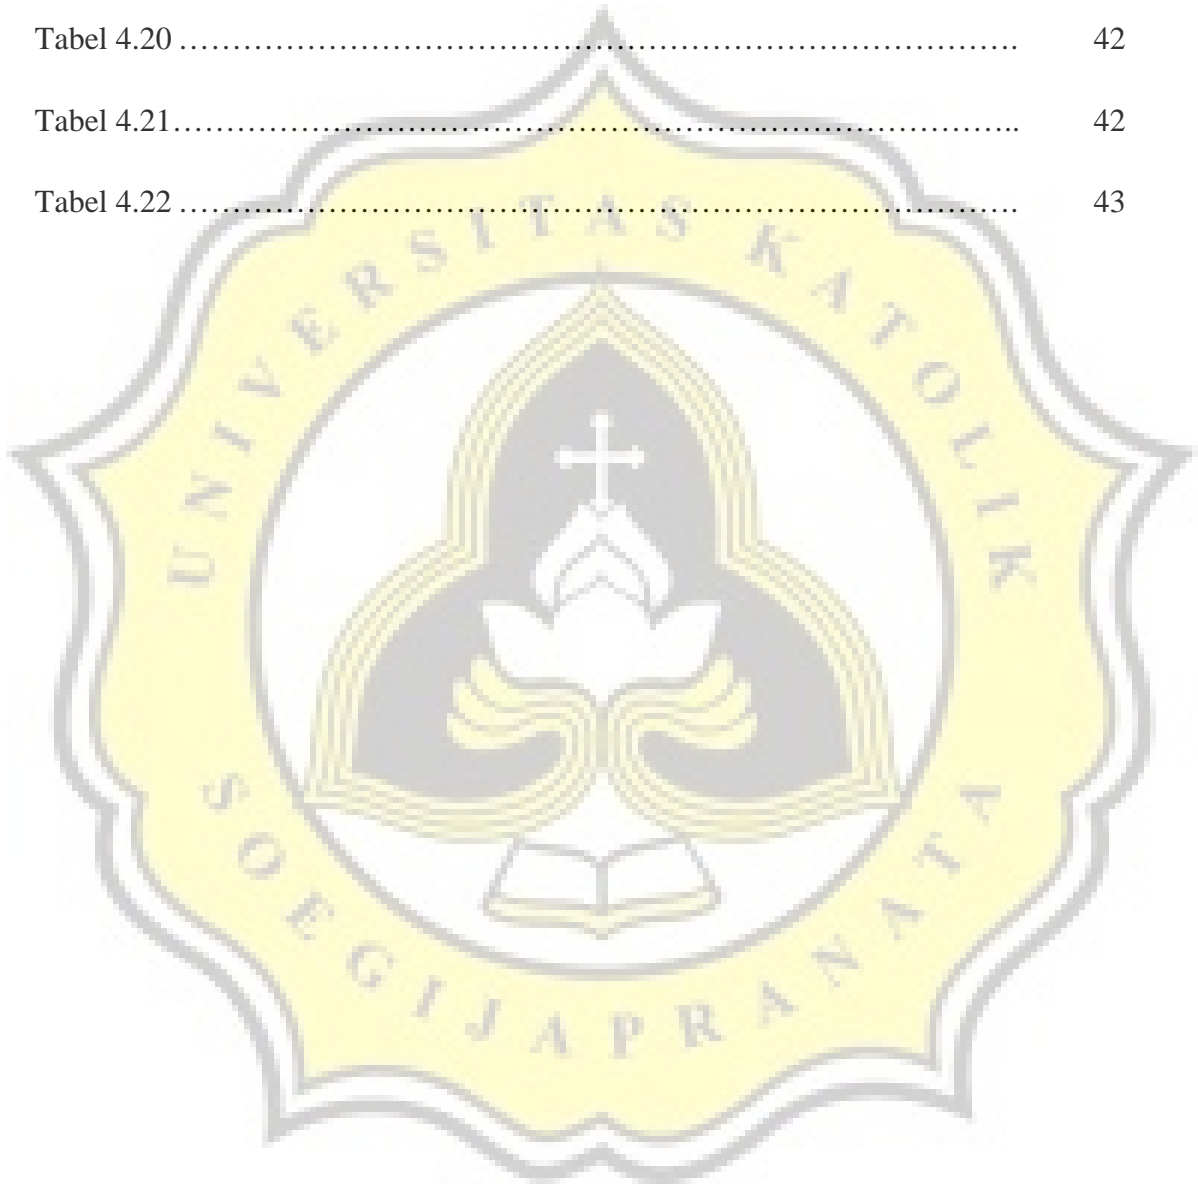 Tabel 4.20 ……………………………………………………………………. 42
Tabel 4.21…………………………………………………………………….. 42
Tabel 4.22 ……………………………………………………………………. 43
UNIVERSITAS KATOLIK
SOEGIJAPRANATA